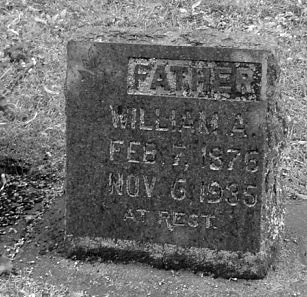 FATHER
WILLIAM A.
FEB. 7, 1876
NOV. 6, 1935
AT REST.